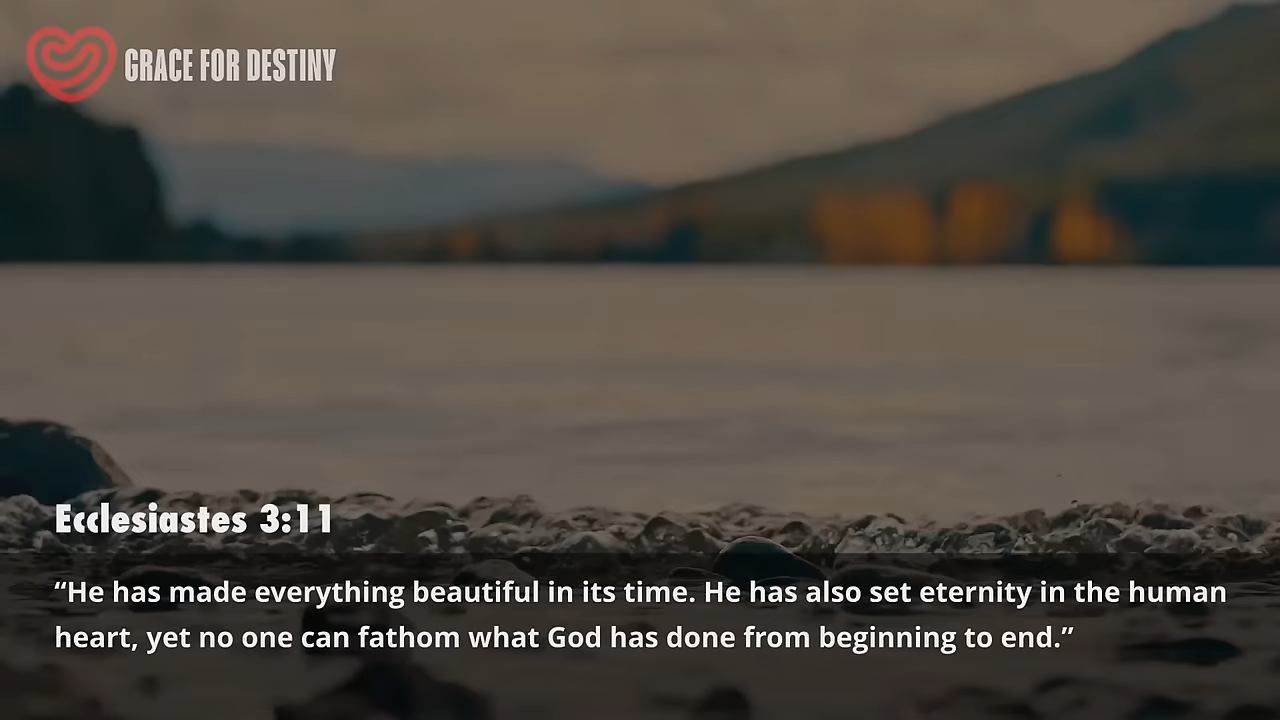 GRACE FOR DESTINY
Ecclesiastes 3:11
“He has made everything beautiful in its time. He has also set eternity in the human
heart, yet no one can fathom what God has done from beginning to end.”